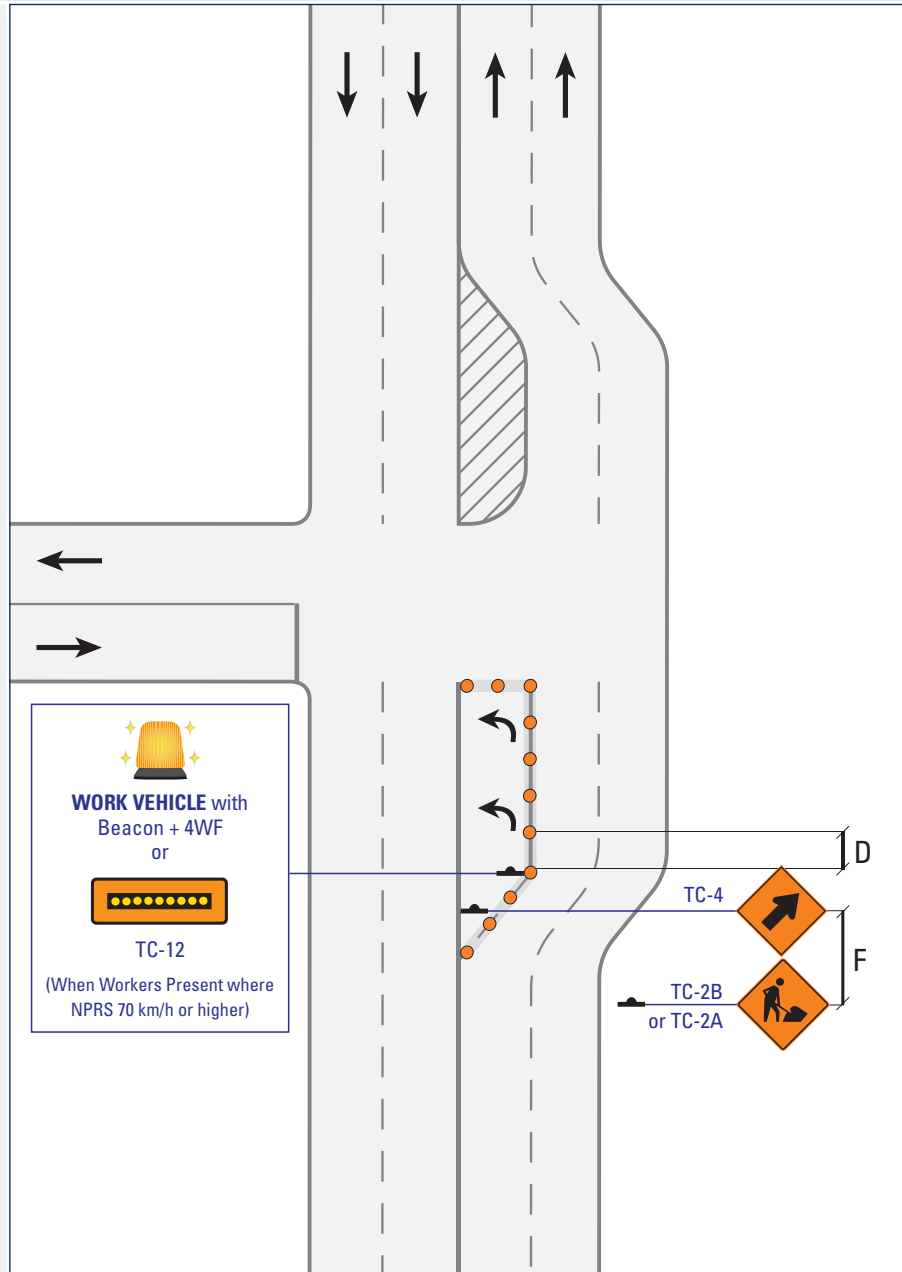 WORK VEHICLE with
Beacon + 4WF
or
TC-12
(When Workers Present where
NPRS 70 km/h or higher)
D
TC-4
F
TC-2B
or TC-2A